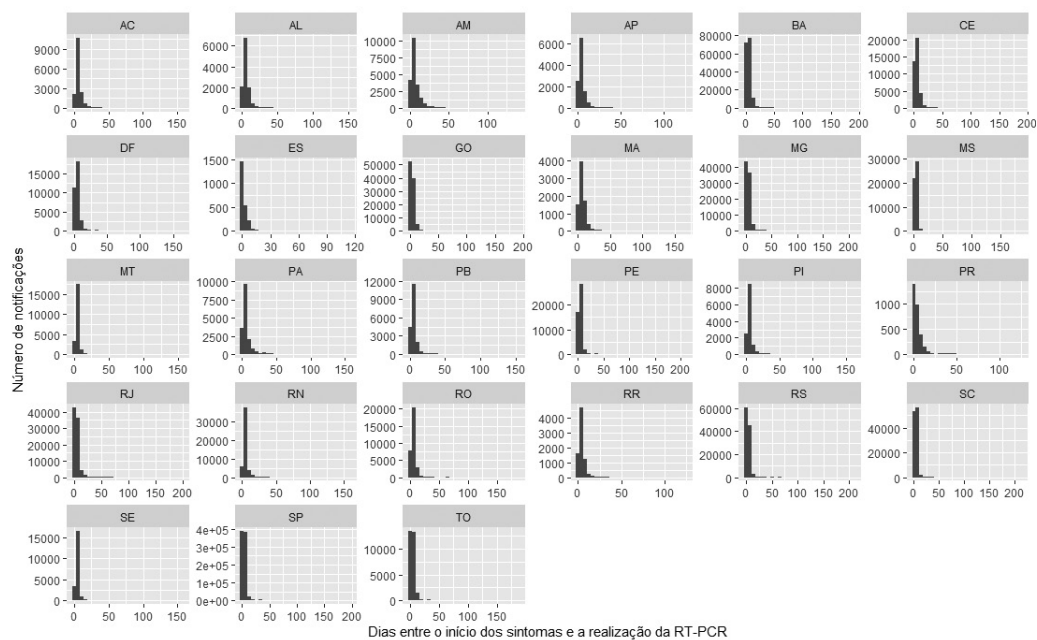 AC AL AM AP BA CE
9000 6000 3000 0
6000 4000 2000 0
10000 7500 5000 2500 0
6000 4000 2000 0
80000 60000 40000 20000 0
20000 15000 10000 5000 0
0 50 100 150
0 50 100 150
0 50 100
0 50 100
0 50 100 150 200
0 50 100 150 200
DF ES GO MA MG MS
15000 10000 5000 0
1500 1000 500 0
50000 40000 30000 20000 10000 0
4000 3000 2000 1000 0
40000 30000 20000 10000 0
30000 20000 10000 0
0 50 100 150
0 30 60 90 120
0 50 100 150 200
0 50 100 150
0 50 100 150 200
0 50 100 150
Número de notificações
MT PA PB PE PI PR
15000 10000 5000 0
10000 7500 5000 2500 0
12000 9000 6000 3000 0
20000 10000 0
8000 6000 4000 2000 0
1000 500 0
0 50 100 150
0 50 100 150
0 50 100 150
0 50 100 150 200
0 50 100 150
0 50 100
RJ RN RO RR RS SC
40000 30000 20000 10000 0
30000 20000 10000 0
20000 15000 10000 5000 0
4000 3000 2000 1000 0
60000 40000 20000 0
40000 20000 0
0 50 100 150 200
0 50 100 150
0 50 100 150
0 50 100
0 50 100 150 200
0 50 100 150 200
SE SP TO
15000 10000 5000 0
4e+05 3e+05 2e+05 1e+05 0e+00
10000 5000 0
0 50 100 150
0 50 100 150 200
0 50 100 150
Dias entre o início dos sintomas e a realização da RT-PCR